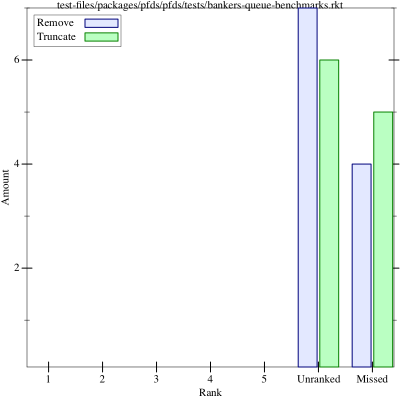 test-files/packages/pfds/pfds/tests/bankers-queue-benchmarks.rkt
Remove
Truncate
6
4
2
Amount
1 2 3 4 5 Unranked Missed
Rank